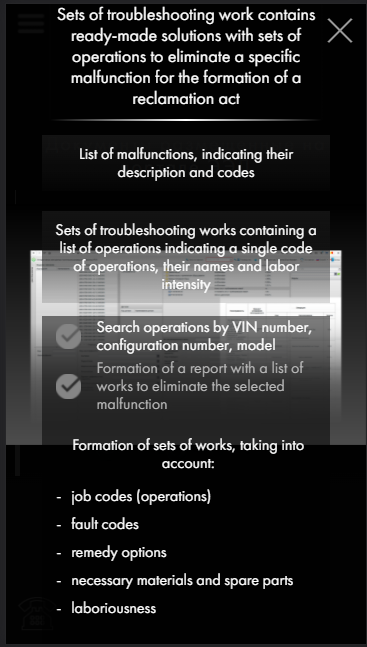 Sets of troubleshooting work contains
ready-made solutions with sets of
operations to eliminate a specific
malfunction for the formation of a
reclamation act
List of malfunctions, indicating their
description and codes
Sets of troubleshooting works containing a
list of operations indicating a single code
of operations, their names and labor
intensity
Search operations by VIN number,
configuration number, model
Formation of a report with a list of
works to eliminate the selected
malfunction
Formation of sets of works, taking into
account:
- job codes (operations)
- fault codes
- remedy options
- necessary materials and spare parts
- laboriousness